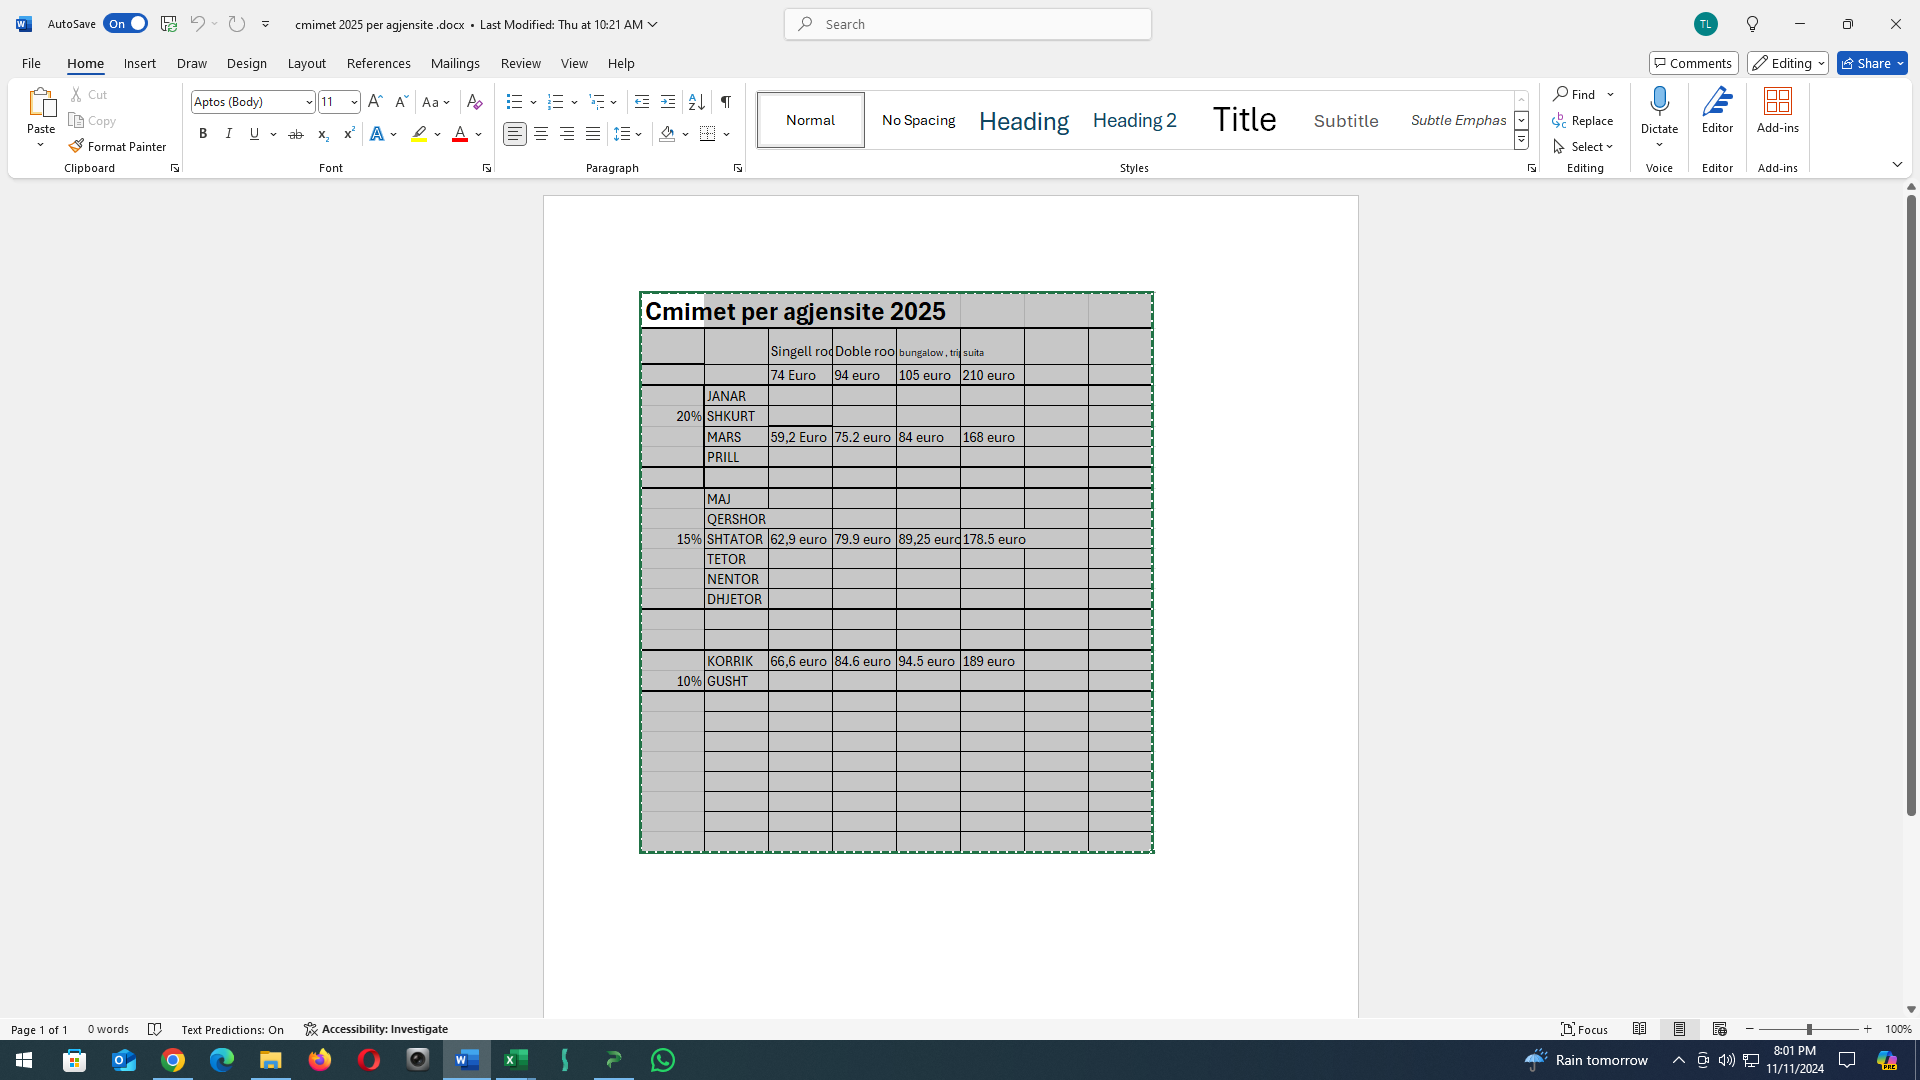 AutoSave On cmimet 2025 per agjensite .docx • Last Modified: Thu at 10:21 AM Search TL
File Home Insert Draw Design Layout References Mailings Review View Help Comments Editing Share
Paste Cut Copy Format Painter
Clipboard
Aptos (Body) 11
Font
Paragraph
Normal No Spacing Heading Heading 2 Title Subtitle Subtle Emphas
Styles
Find Replace Select
Editing
Dictate
Voice
Editor
Editor
Add-ins
Add-ins
Cmimet per agjensite 2025
Singell roo Doble roo bungalow , trip suita
74 Euro 94 euro 105 euro 210 euro
JANAR
20% SHKURT
MARS 59,2 Euro 75.2 euro 84 euro 168 euro
PRILL
MAJ
QERSHOR
15% SHTATOR 62,9 euro 79.9 euro 89,25 euro 178.5 euro
TETOR
NENTOR
DHJETOR
KORRIK 66,6 euro 84.6 euro 94.5 euro 189 euro
10% GUSHT
Page 1 of 1 0 words Text Predictions: On Accessibility: Investigate Focus 100%
Rain tomorrow 8:01 PM
11/11/2024